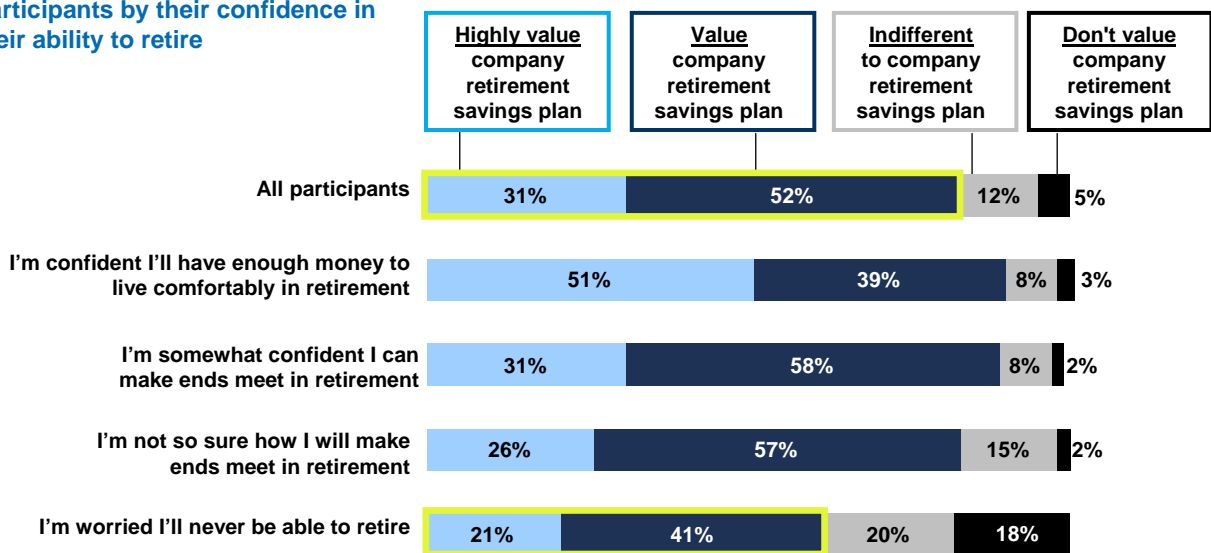 articipants by their confidence in
eir ability to retire
Highly value
company
retirement
savings plan
Value
company
retirement
savings plan
Indifferent
to company
retirement
savings plan
Don't value
company
retirement
savings plan
All participants 31% 52% 12% 5%
I'm confident I'll have enough money to
live comfortably in retirement 51% 39% 8% 3%
I'm somewhat confident I can
make ends meet in retirement 31% 58% 8% 2%
I'm not so sure how I will make
ends meet in retirement 26% 57% 15% 2%
I'm worried I'll never be able to retire 21% 41% 20% 18%